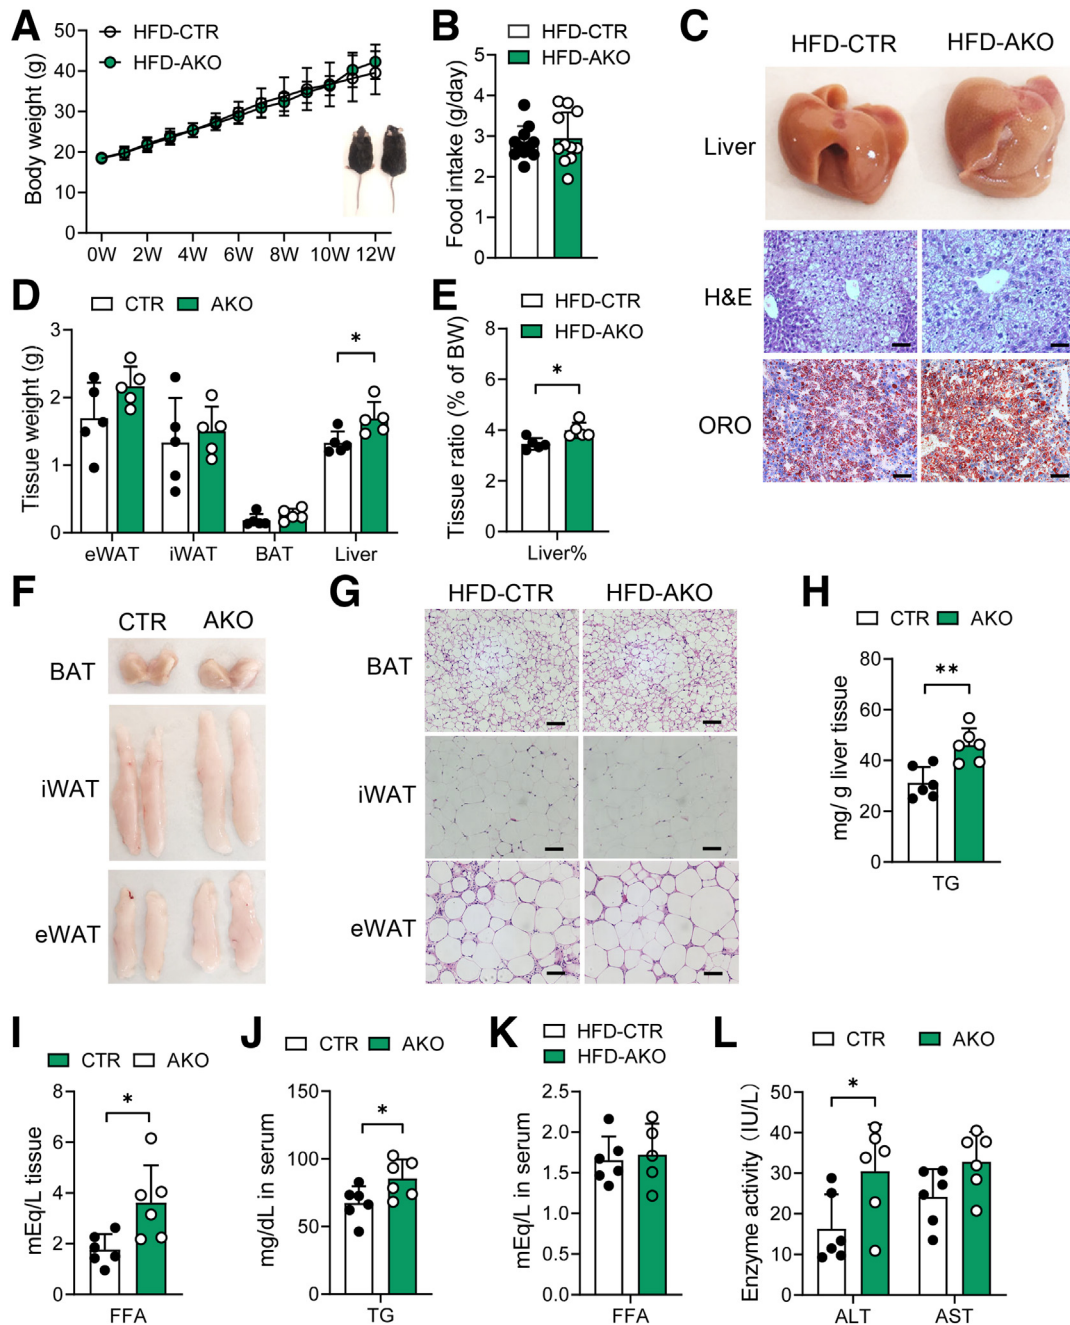 A
HFD-CTR
HFD-AKO
Body weight (g)
50
40
30
20
10
0
0W 2W 4W 6W 8W 10W 12W
B
HFD-CTR
HFD-AKO
Food intake (g/day)
5
4
3
2
1
0
C
HFD-CTR HFD-AKO
Liver
H&E
ORO
D
CTR AKO
Tissue weight (g)
3
2
1
0
*
eWAT iWAT BAT Liver
E
HFD-CTR
HFD-AKO
Tissue ratio (% of BW)
8
6
4
2
0
*
Liver%
F
CTR AKO
BAT
iWAT
eWAT
G
HFD-CTR HFD-AKO
BAT
iWAT
eWAT
H
CTR AKO
mg/ g liver tissue
80
60
40
20
0
**
TG
I
CTR AKO
mEq/L tissue
8
6
4
2
0
*
FFA
J
CTR AKO
mg/dL in serum
150
100
50
0
*
TG
K
HFD-CTR
HFD-AKO
mEq/L in serum
2.5
2.0
1.5
1.0
0.5
0.0
FFA
L
CTR AKO
Enzyme activity (IU/L)
50
40
30
20
10
0
*
ALT AST